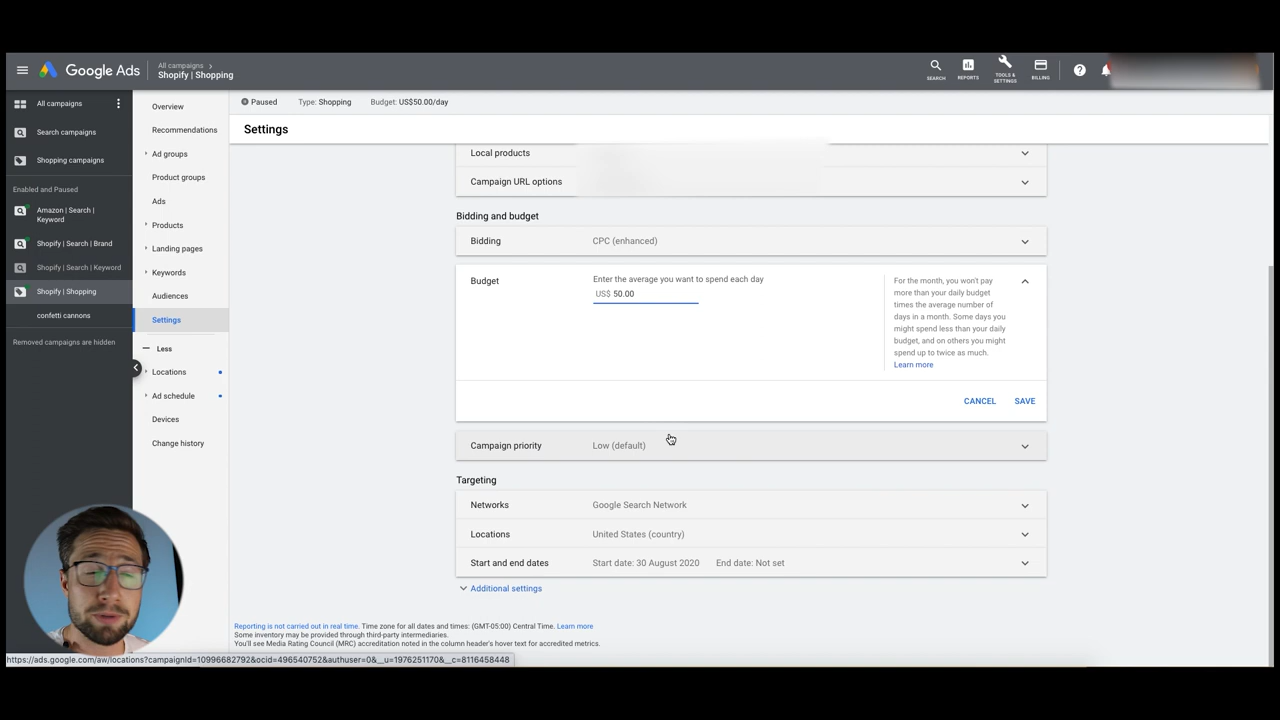 Google Ads
All campaigns
Shopify | Shopping
SEARCH
REPORTS
TOOLS &
SETTINGS
BILLING
All campaigns
Search campaigns
Shopping campaigns
Enabled and Paused
Amazon | Search |
Keyword
Shopify | Search | Brand
Shopify | Search | Keyword
Shopify | Shopping
confetti cannons
Removed campaigns are hidden
Overview
Recommendations
Ad groups
Product groups
Ads
Products
Landing pages
Keywords
Audiences
Settings
Less
Locations
Ad schedule
Devices
Change history
Paused Type: Shopping Budget: US$50.00/day
Settings
Local products
Campaign URL options
Bidding and budget
Bidding CPC (enhanced)
Budget
Enter the average you want to spend each day
US$ 50.00
For the month, you won't pay
more than your daily budget
times the average number of
days in a month. Some days you
might spend less than your daily
budget, and on others you might
spend up to twice as much.
Learn more
CANCEL SAVE
Campaign priority Low (default)
Targeting
Networks Google Search Network
Locations United States (country)
Start and end dates Start date: 30 August 2020 End date: Not set
Additional settings
Reporting is not carried out in real time. Time zone for all dates and times: (GMT-05:00) Central Time. Learn more
Some inventory may be provided through third-party intermediaries.
You'll see Media Rating Council (MRC) accreditation noted in the column header's hover text for accredited metrics.
https://ads.google.com/aw/locations?campaignId=10996682792&ocid=496540752&authuser=0&__u=1976251170&__c=8116458448